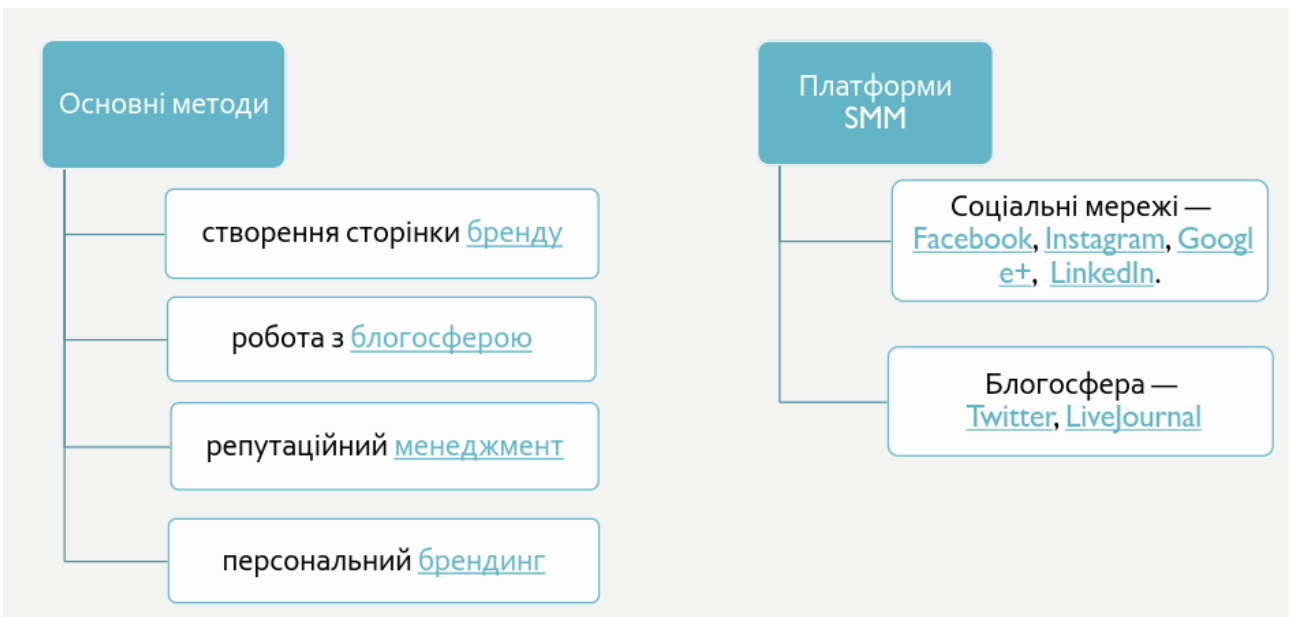 Основні методи
створення сторінки бренду
робота з блогосферою
репутаційний менеджмент
персональний брендинг
Платформи
SMM
Соціальні мережі —
Facebook, Instagram, Googl
e+, LinkedIn.
Блогосфера —
Twitter, LiveJournal